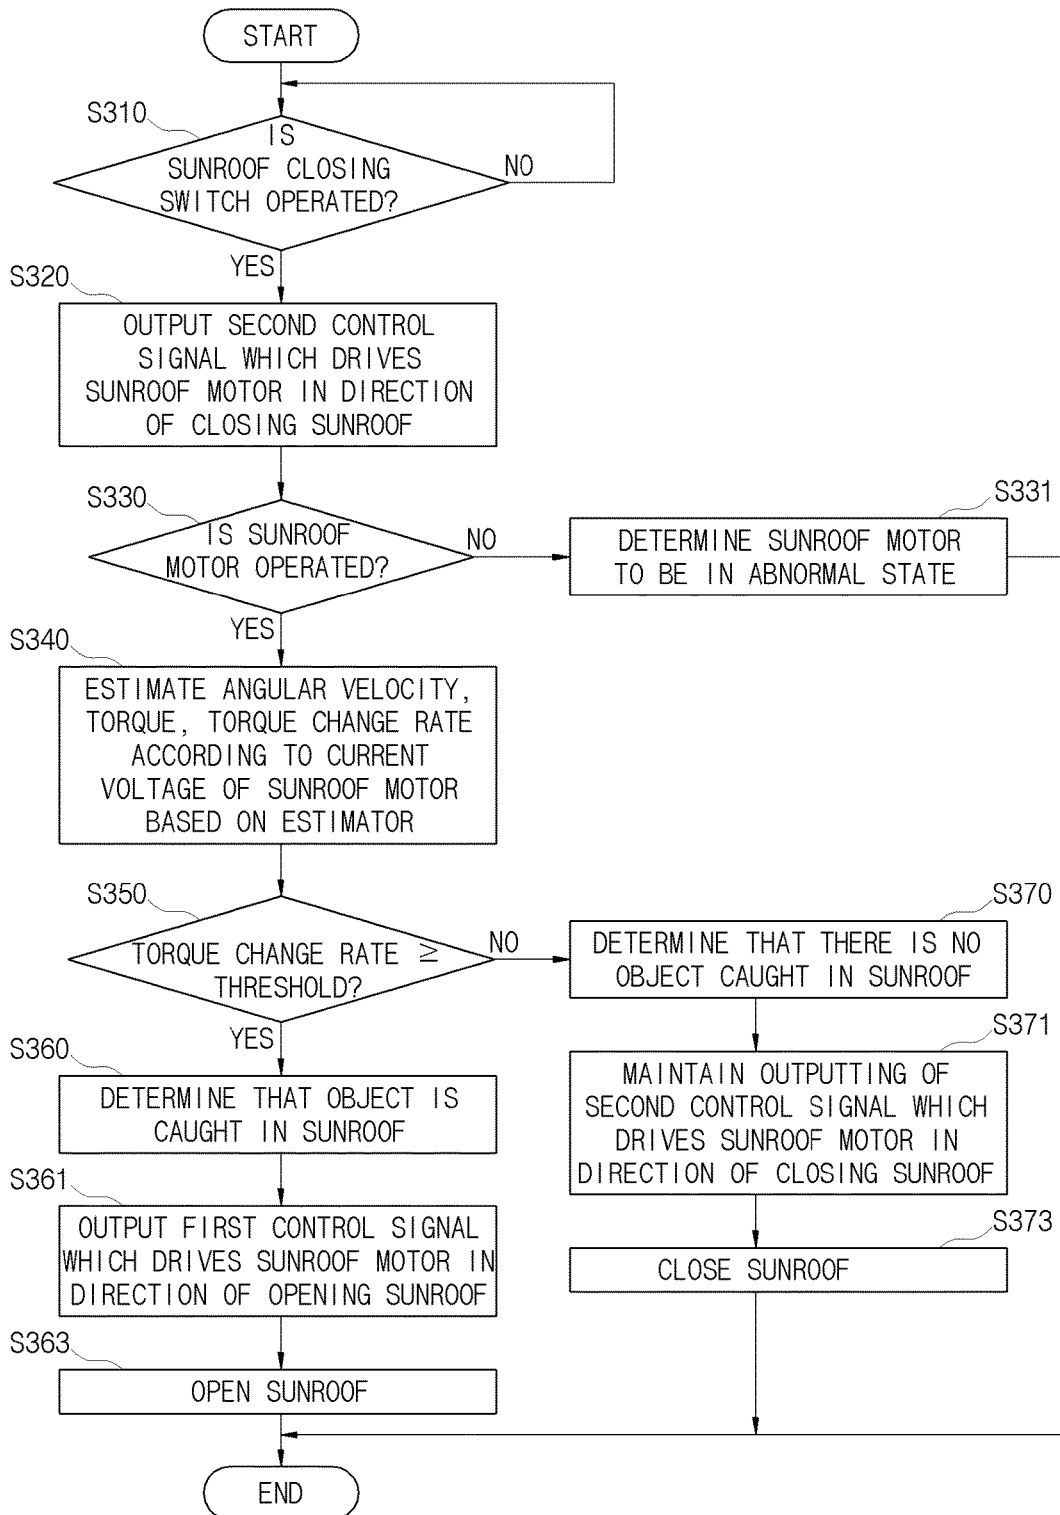 START
S310
IS
SUNROOF CLOSING
SWITCH OPERATED?
NO
YES
S320
OUTPUT SECOND CONTROL
SIGNAL WHICH DRIVES
SUNROOF MOTOR IN DIRECTION
OF CLOSING SUNROOF
S330
IS SUNROOF
MOTOR OPERATED?
NO
S331
DETERMINE SUNROOF MOTOR
TO BE IN ABNORMAL STATE
YES
S340
ESTIMATE ANGULAR VELOCITY,
TORQUE, TORQUE CHANGE RATE
ACCORDING TO CURRENT
VOLTAGE OF SUNROOF MOTOR
BASED ON ESTIMATOR
S350
TORQUE CHANGE RATE ≥
THRESHOLD?
NO
S370
DETERMINE THAT THERE IS NO
OBJECT CAUGHT IN SUNROOF
YES
S360
DETERMINE THAT OBJECT IS
CAUGHT IN SUNROOF
S371
MAINTAIN OUTPUTTING OF
SECOND CONTROL SIGNAL WHICH
DRIVES SUNROOF MOTOR IN
DIRECTION OF CLOSING SUNROOF
S361
OUTPUT FIRST CONTROL SIGNAL
WHICH DRIVES SUNROOF MOTOR IN
DIRECTION OF OPENING SUNROOF
S373
CLOSE SUNROOF
S363
OPEN SUNROOF
END